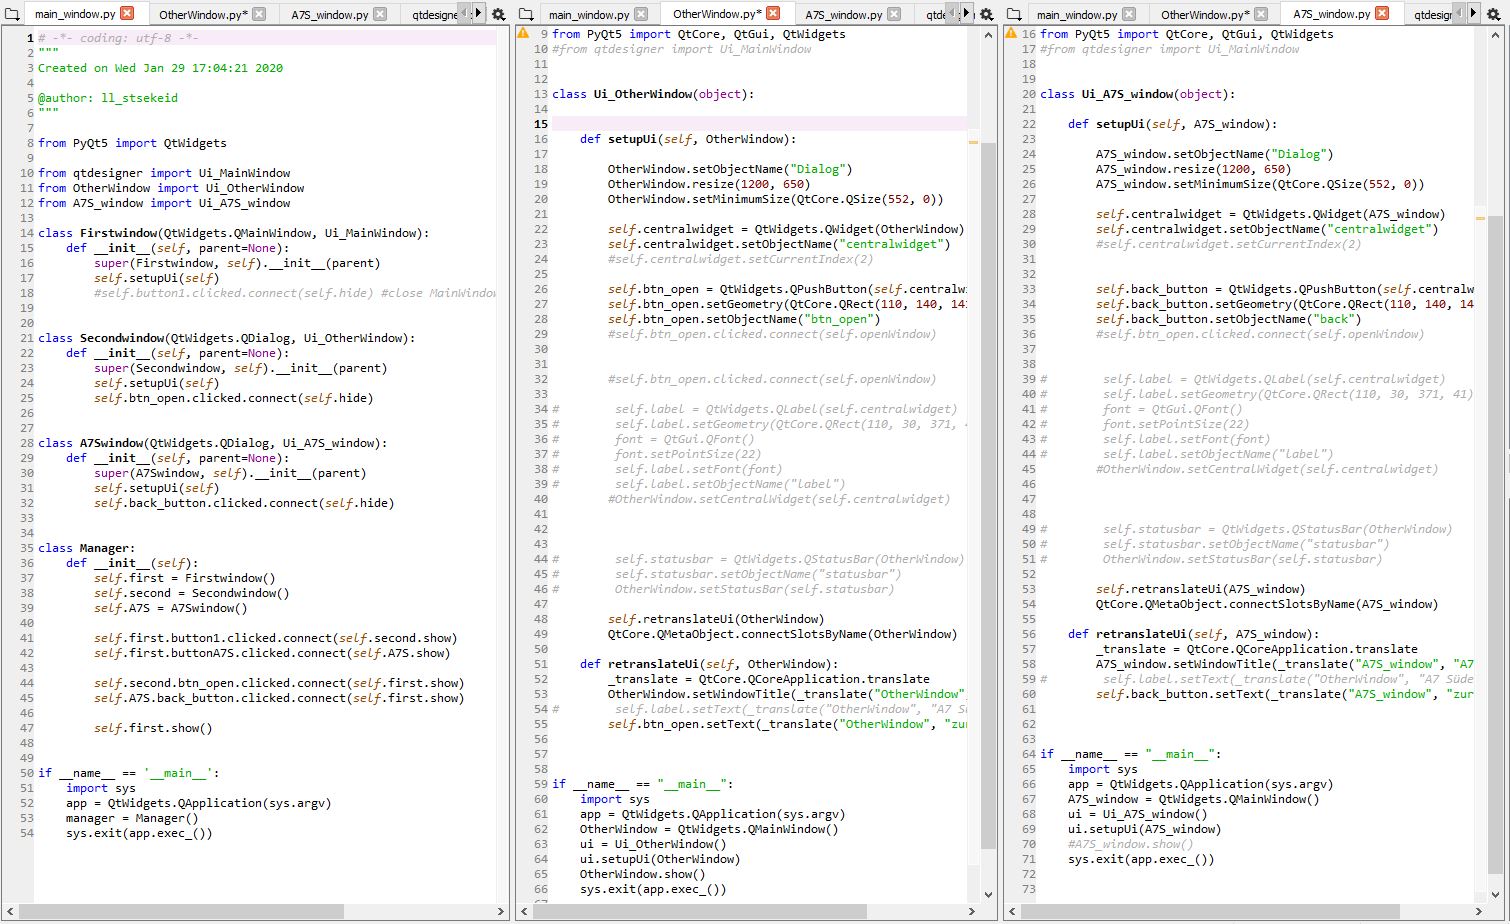 main_window.py OtherWindow.py* A7S_window.py qtdesigne
1 # -*- coding: utf-8 -*-
2 """
3 Created on Wed Jan 29 17:04:21 2020
4
5 @author: ll_stsekeid
6 """
7
8 from PyQt5 import QtWidgets
9
10 from qtdesigner import Ui_MainWindow
11 from OtherWindow import Ui_OtherWindow
12 from A7S_window import Ui_A7S_window
13
14 class Firstwindow(QtWidgets.QMainWindow, Ui_MainWindow):
15     def __init__(self, parent=None):
16         super(Firstwindow, self).__init__(parent)
17         self.setupUi(self)
18         #self.button1.clicked.connect(self.hide) #close MainWindow
19
20
21 class Secondwindow(QtWidgets.QDialog, Ui_OtherWindow):
22     def __init__(self, parent=None):
23         super(Secondwindow, self).__init__(parent)
24         self.setupUi(self)
25         self.btn_open.clicked.connect(self.hide)
26
27
28 class A7Swindow(QtWidgets.QDialog, Ui_A7S_window):
29     def __init__(self, parent=None):
30         super(A7Swindow, self).__init__(parent)
31         self.setupUi(self)
32         self.back_button.clicked.connect(self.hide)
33
34
35 class Manager:
36     def __init__(self):
37         self.first = Firstwindow()
38         self.second = Secondwindow()
39         self.A7S = A7Swindow()
40
41         self.first.button1.clicked.connect(self.second.show)
42         self.first.buttonA7S.clicked.connect(self.A7S.show)
43
44         self.second.btn_open.clicked.connect(self.first.show)
45         self.A7S.back_button.clicked.connect(self.first.show)
46
47         self.first.show()
48
49
50 if __name__ == '__main__':
51     import sys
52     app = QtWidgets.QApplication(sys.argv)
53     manager = Manager()
54     sys.exit(app.exec_())
main_window.py OtherWindow.py* A7S_window.py qtde
9 from PyQt5 import QtCore, QtGui, QtWidgets
10 #from qtdesigner import Ui_MainWindow
11
12
13 class Ui_OtherWindow(object):
14
15
16     def setupUi(self, OtherWindow):
17
18         OtherWindow.setObjectName("Dialog")
19         OtherWindow.resize(1200, 650)
20         OtherWindow.setMinimumSize(QtCore.QSize(552, 0))
21
22         self.centralwidget = QtWidgets.QWidget(OtherWindow)
23         self.centralwidget.setObjectName("centralwidget")
24         #self.centralwidget.setCurrentIndex(2)
25
26         self.btn_open = QtWidgets.QPushButton(self.centralw
27         self.btn_open.setGeometry(QtCore.QRect(110, 140, 141
28         self.btn_open.setObjectName("btn_open")
29         #self.btn_open.clicked.connect(self.openWindow)
30
31
32         #self.btn_open.clicked.connect(self.openWindow)
33
34 #        self.label = QtWidgets.QLabel(self.centralwidget)
35 #        self.label.setGeometry(QtCore.QRect(110, 30, 371, 4
36 #        font = QtGui.QFont()
37 #        font.setPointSize(22)
38 #        self.label.setFont(font)
39 #        self.label.setObjectName("label")
40         #OtherWindow.setCentralWidget(self.centralwidget)
41
42
43
44 #        self.statusbar = QtWidgets.QStatusBar(OtherWindow)
45 #        self.statusbar.setObjectName("statusbar")
46 #        OtherWindow.setStatusBar(self.statusbar)
47
48         self.retranslateUi(OtherWindow)
49         QtCore.QMetaObject.connectSlotsByName(OtherWindow)
50
51     def retranslateUi(self, OtherWindow):
52         _translate = QtCore.QCoreApplication.translate
53         OtherWindow.setWindowTitle(_translate("OtherWindow",
54 #        self.label.setText(_translate("OtherWindow", "A7 S
55         self.btn_open.setText(_translate("OtherWindow", "zu
56
57
58
59 if __name__ == "__main__":
60     import sys
61     app = QtWidgets.QApplication(sys.argv)
62     OtherWindow = QtWidgets.QMainWindow()
63     ui = Ui_OtherWindow()
64     ui.setupUi(OtherWindow)
65     OtherWindow.show()
66     sys.exit(app.exec_())
main_window.py OtherWindow.py* A7S_window.py qtdesigr
16 from PyQt5 import QtCore, QtGui, QtWidgets
17 #from qtdesigner import Ui_MainWindow
18
19
20 class Ui_A7S_window(object):
21
22     def setupUi(self, A7S_window):
23
24         A7S_window.setObjectName("Dialog")
25         A7S_window.resize(1200, 650)
26         A7S_window.setMinimumSize(QtCore.QSize(552, 0))
27
28         self.centralwidget = QtWidgets.QWidget(A7S_window)
29         self.centralwidget.setObjectName("centralwidget")
30         #self.centralwidget.setCurrentIndex(2)
31
32
33         self.back_button = QtWidgets.QPushButton(self.centralw
34         self.back_button.setGeometry(QtCore.QRect(110, 140, 14
35         self.back_button.setObjectName("back")
36         #self.btn_open.clicked.connect(self.openWindow)
37
38
39 #        self.label = QtWidgets.QLabel(self.centralwidget)
40 #        self.label.setGeometry(QtCore.QRect(110, 30, 371, 41)
41 #        font = QtGui.QFont()
42 #        font.setPointSize(22)
43 #        self.label.setFont(font)
44 #        self.label.setObjectName("label")
45         #OtherWindow.setCentralWidget(self.centralwidget)
46
47
48
49 #        self.statusbar = QtWidgets.QStatusBar(OtherWindow)
50 #        self.statusbar.setObjectName("statusbar")
51 #        OtherWindow.setStatusBar(self.statusbar)
52
53         self.retranslateUi(A7S_window)
54         QtCore.QMetaObject.connectSlotsByName(A7S_window)
55
56     def retranslateUi(self, A7S_window):
57         _translate = QtCore.QCoreApplication.translate
58         A7S_window.setWindowTitle(_translate("A7S_window", "A7
59 #        self.label.setText(_translate("OtherWindow", "A7 Süde
60         self.back_button.setText(_translate("A7S_window", "zur
61
62
63
64 if __name__ == "__main__":
65     import sys
66     app = QtWidgets.QApplication(sys.argv)
67     A7S_window = QtWidgets.QMainWindow()
68     ui = Ui_A7S_window()
69     ui.setupUi(A7S_window)
70     #A7S_window.show()
71     sys.exit(app.exec_())
72
73